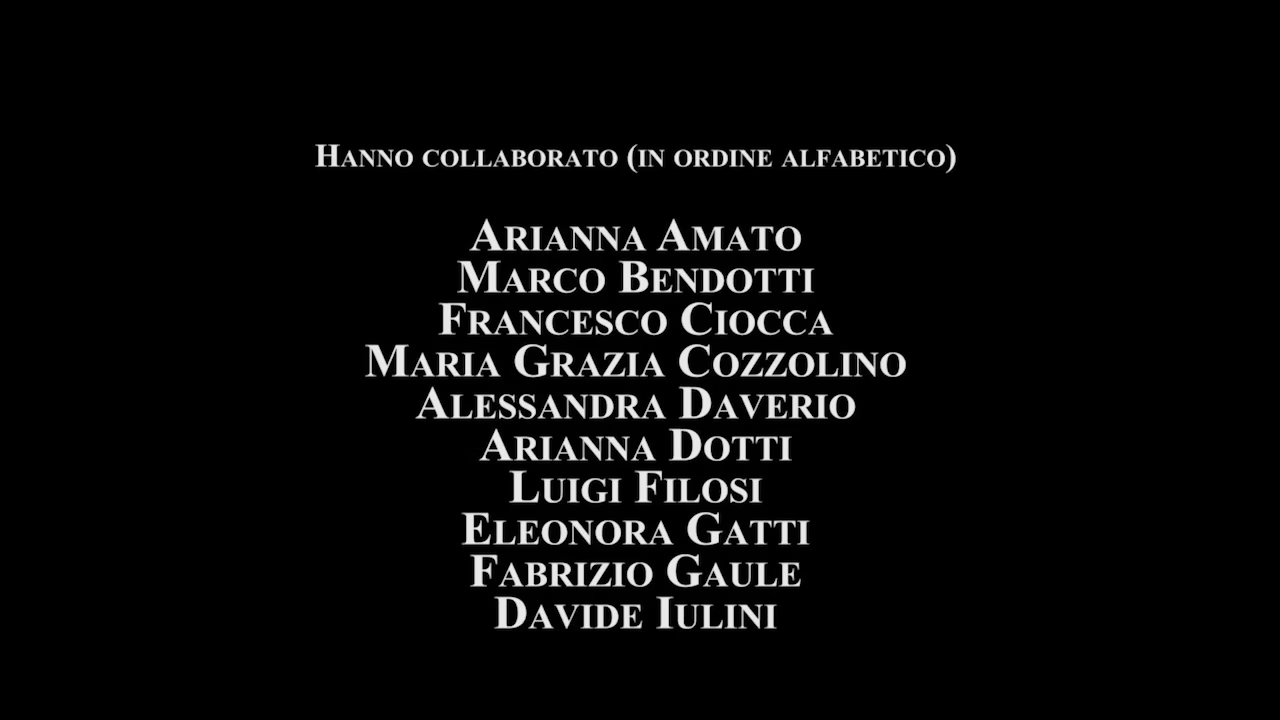 Hanno collaborato (in ordine alfabetico)
Arianna Amato
Marco Bendotti
Francesco Ciocca
Maria Grazia Cozzolino
Alessandra Daverio
Arianna Dotti
Luigi Filosi
Eleonora Gatti
Fabrizio Gaule
Davide Iulini